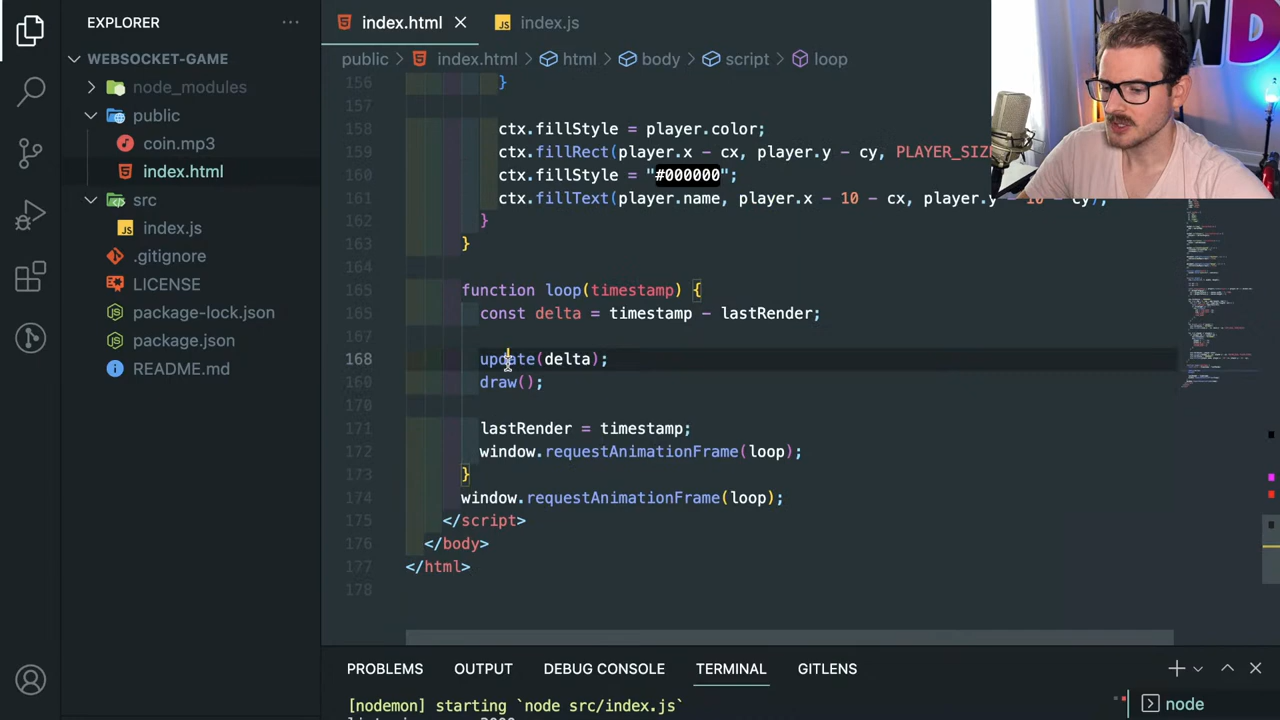 EXPLORER
index.html
index.js
WEBSOCKET-GAME
node_modules
public
coin.mp3
index.html
src
index.js
.gitignore
LICENSE
package-lock.json
package.json
README.md
public > index.html > html > body > script > loop
156 }
157
158 ctx.fillStyle = player.color;
159 ctx.fillRect(player.x - cx, player.y - cy, PLAYER_SIZE
160 ctx.fillStyle = "#000000";
161 ctx.fillText(player.name, player.x - 10 - cx, player.y - 10 - cy);
162 }
163 }
164
165 function loop(timestamp) {
165 const delta = timestamp - lastRender;
167
168 update(delta);
160 draw();
170
171 lastRender = timestamp;
172 window.requestAnimationFrame(loop);
173 }
174 window.requestAnimationFrame(loop);
175 </script>
176 </body>
177 </html>
178
PROBLEMS OUTPUT DEBUG CONSOLE TERMINAL GITLENS
[nodemon] starting `node src/index.js`
node